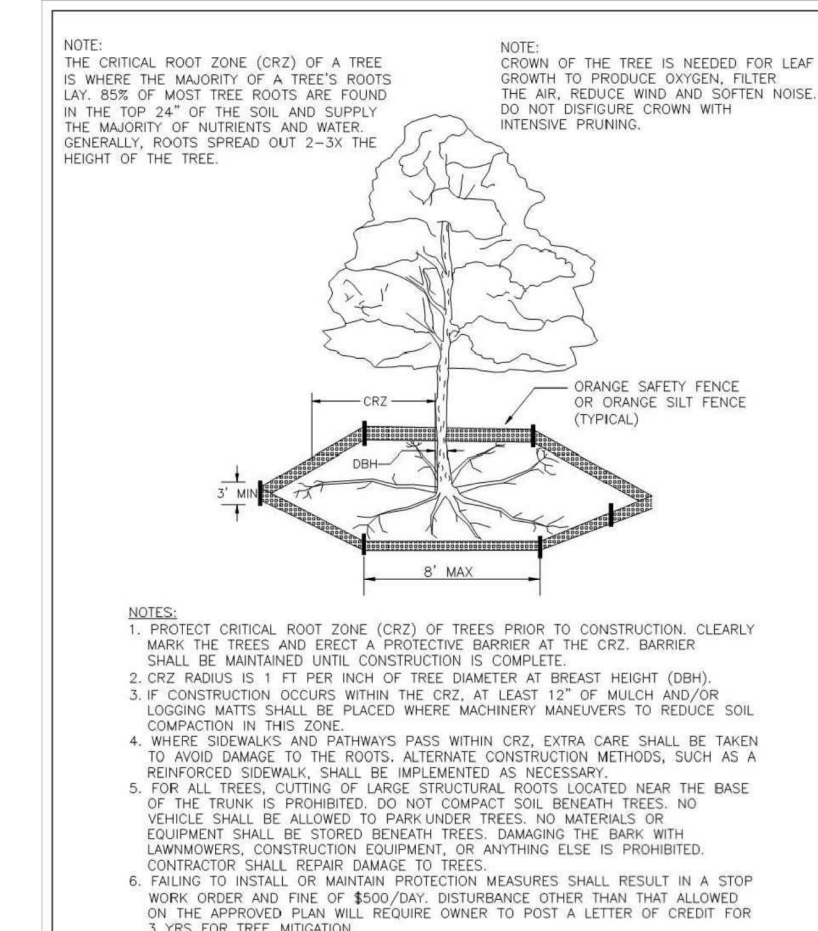 NOTE:
THE CRITICAL ROOT ZONE (CRZ) OF A TREE
IS WHERE THE MAJORITY OF A TREE'S ROOTS
LAY. 85% OF MOST TREE ROOTS ARE FOUND
IN THE TOP 24" OF THE SOIL AND SUPPLY
THE MAJORITY OF NUTRIENTS AND WATER.
GENERALLY, ROOTS SPREAD OUT 2-3X THE
HEIGHT OF THE TREE.
NOTE:
CROWN OF THE TREE IS NEEDED FOR LEAF
GROWTH TO PRODUCE OXYGEN, FILTER
THE AIR, REDUCE WIND AND SOFTEN NOISE.
DO NOT DISFIGURE CROWN WITH
INTENSIVE PRUNING.
ORANGE SAFETY FENCE
OR ORANGE SILT FENCE
(TYPICAL)
CRZ
DBH
3' MIN
8' MAX
NOTES:
1. PROTECT CRITICAL ROOT ZONE (CRZ) OF TREES PRIOR TO CONSTRUCTION. CLEARLY
MARK THE TREES AND ERECT A PROTECTIVE BARRIER AT THE CRZ. BARRIER
SHALL BE MAINTAINED UNTIL CONSTRUCTION IS COMPLETE.
2. CRZ RADIUS IS 1 FT PER INCH OF TREE DIAMETER AT BREAST HEIGHT (DBH).
3. IF CONSTRUCTION OCCURS WITHIN THE CRZ, AT LEAST 12" OF MULCH AND/OR
LOGGING MATTS SHALL BE PLACED WHERE MACHINERY MANEUVERS TO REDUCE SOIL
COMPACTION IN THIS ZONE.
4. WHERE SIDEWALKS AND PATHWAYS PASS WITHIN CRZ, EXTRA CARE SHALL BE TAKEN
TO AVOID DAMAGE TO THE ROOTS. ALTERNATE CONSTRUCTION METHODS, SUCH AS A
REINFORCED SIDEWALK, SHALL BE IMPLEMENTED AS NECESSARY.
5. FOR ALL TREES, CUTTING OF LARGE STRUCTURAL ROOTS LOCATED NEAR THE BASE
OF THE TRUNK IS PROHIBITED. DO NOT COMPACT SOIL BENEATH TREES. NO
VEHICLE SHALL BE ALLOWED TO PARK UNDER TREES. NO MATERIALS OR
EQUIPMENT SHALL BE STORED BENEATH TREES. DAMAGING THE BARK WITH
LAWNMOWERS, CONSTRUCTION EQUIPMENT, OR ANYTHING ELSE IS PROHIBITED.
CONTRACTOR SHALL REPAIR DAMAGE TO TREES.
6. FAILING TO INSTALL OR MAINTAIN PROTECTION MEASURES SHALL RESULT IN A STOP
WORK ORDER AND FINE OF $500/DAY. DISTURBANCE OTHER THAN THAT ALLOWED
ON THE APPROVED PLAN WILL REQUIRE OWNER TO POST A LETTER OF CREDIT FOR
3 YRS FOR TREE MITIGATION